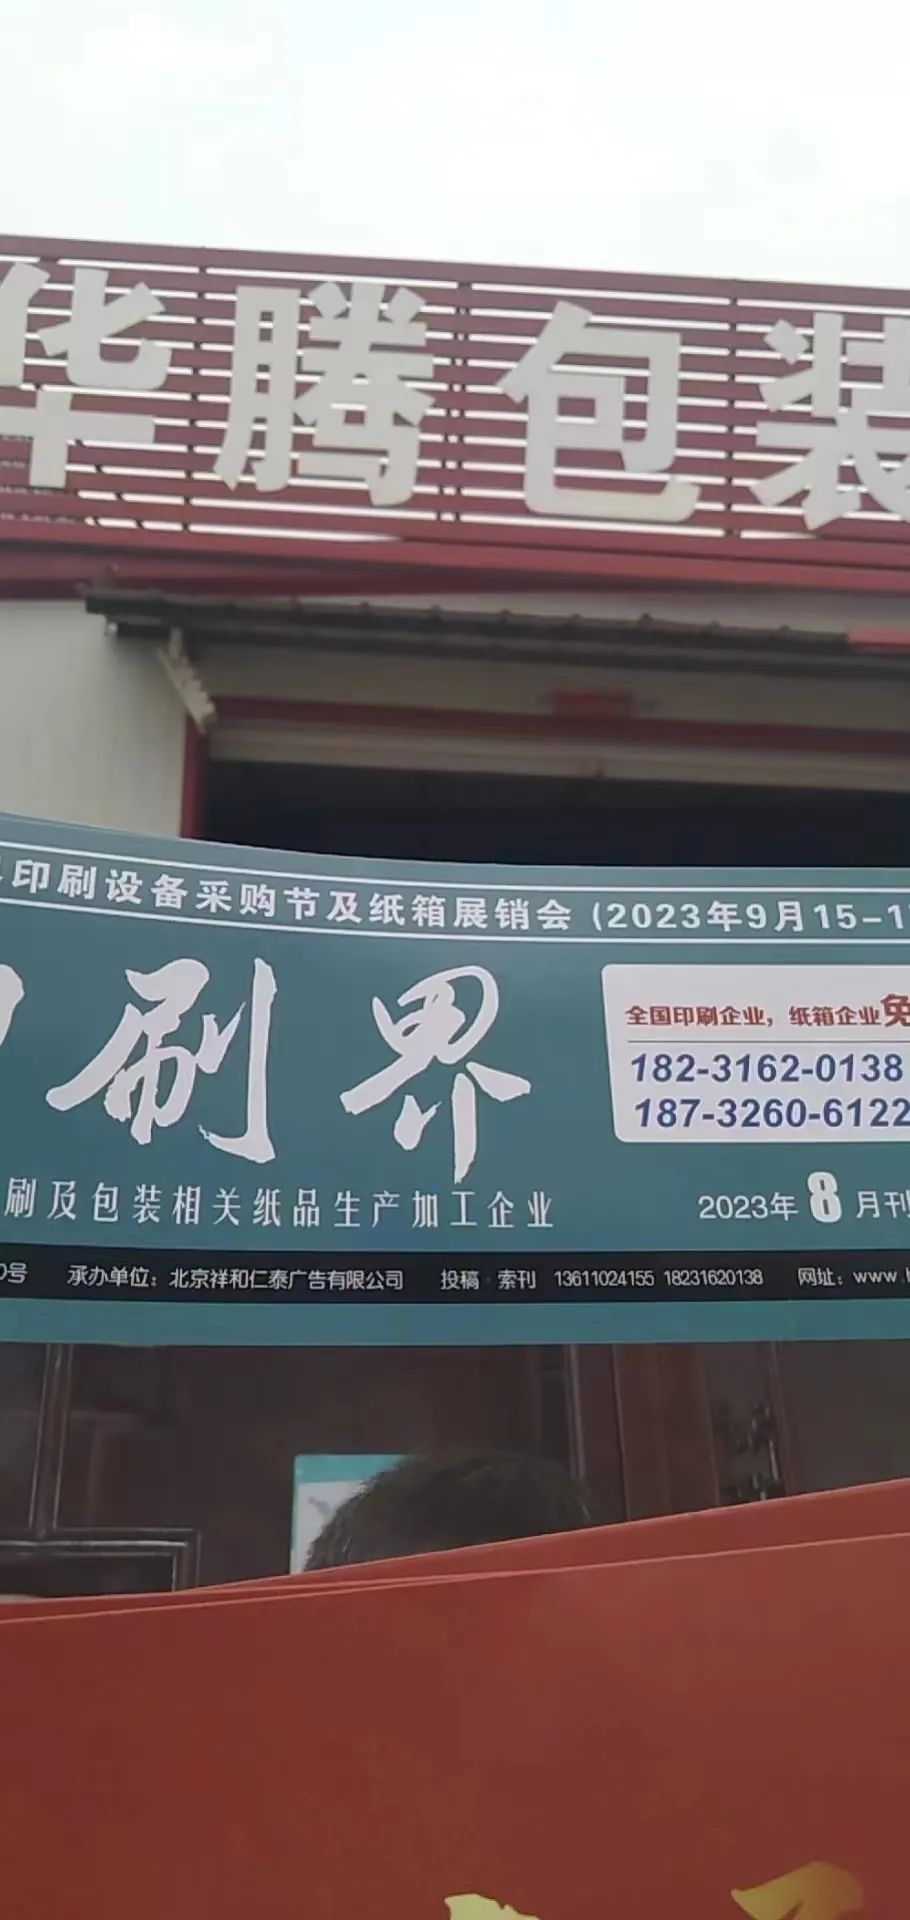 华腾包装
印刷设备采购节及纸箱展销会 (2023年9月15-1
刷界
全国印刷企业，纸箱企业免
182-3162-0138
187-3260-6122
刷及包装相关纸品生产加工企业
2023年8月刊
0号 承办单位：北京祥和仁泰广告有限公司 投稿 索刊 13611024155 18231620138 网址：www.